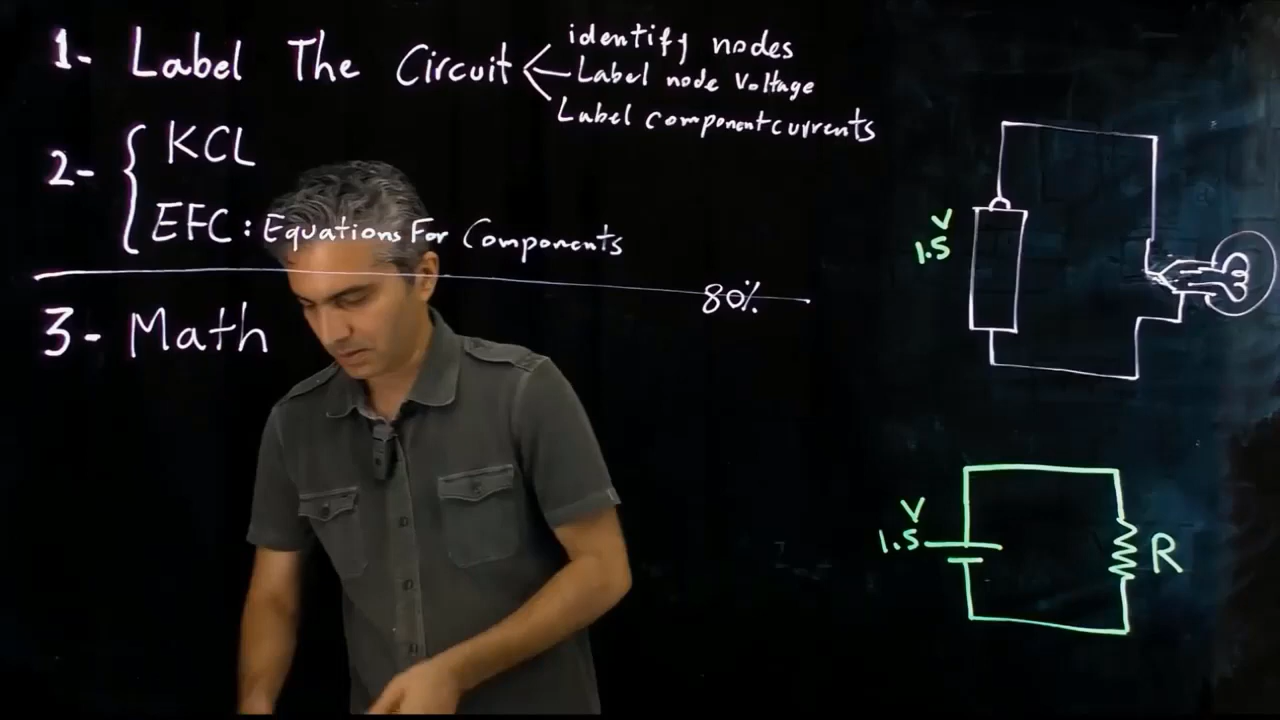 1- Label The Circuit
identify nodes
Label node Voltage
Label component currents
2- { KCL
EFC: Equations For Components
80%
3- Math
V
1.5
V
1.5
R